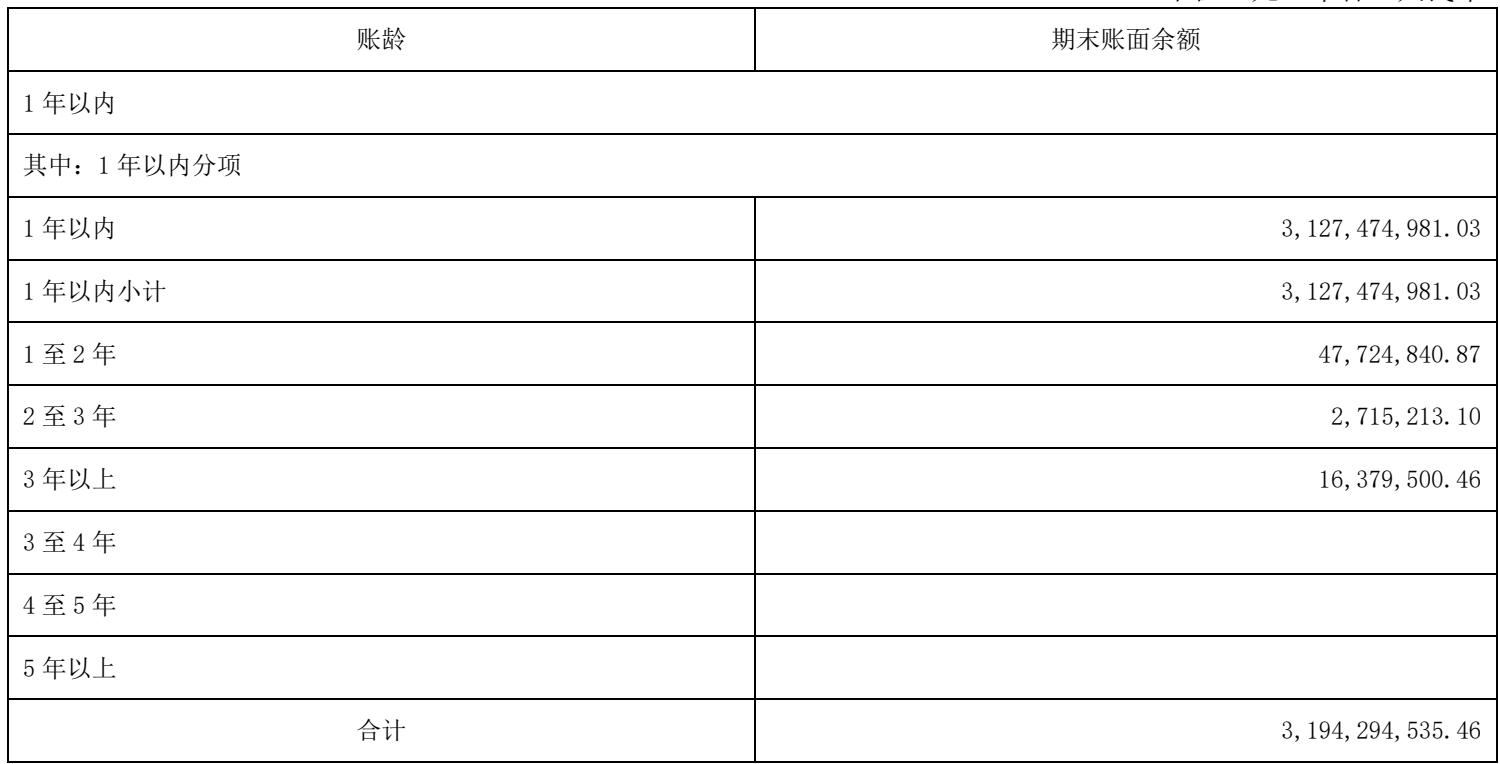 账龄 期末账面余额
1 年以内
其中：1 年以内分项
1 年以内 3,127,474,981.03
1 年以内小计 3,127,474,981.03
1 至 2 年 47,724,840.87
2 至 3 年 2,715,213.10
3 年以上 16,379,500.46
3 至 4 年
4 至 5 年
5 年以上
合计 3,194,294,535.46